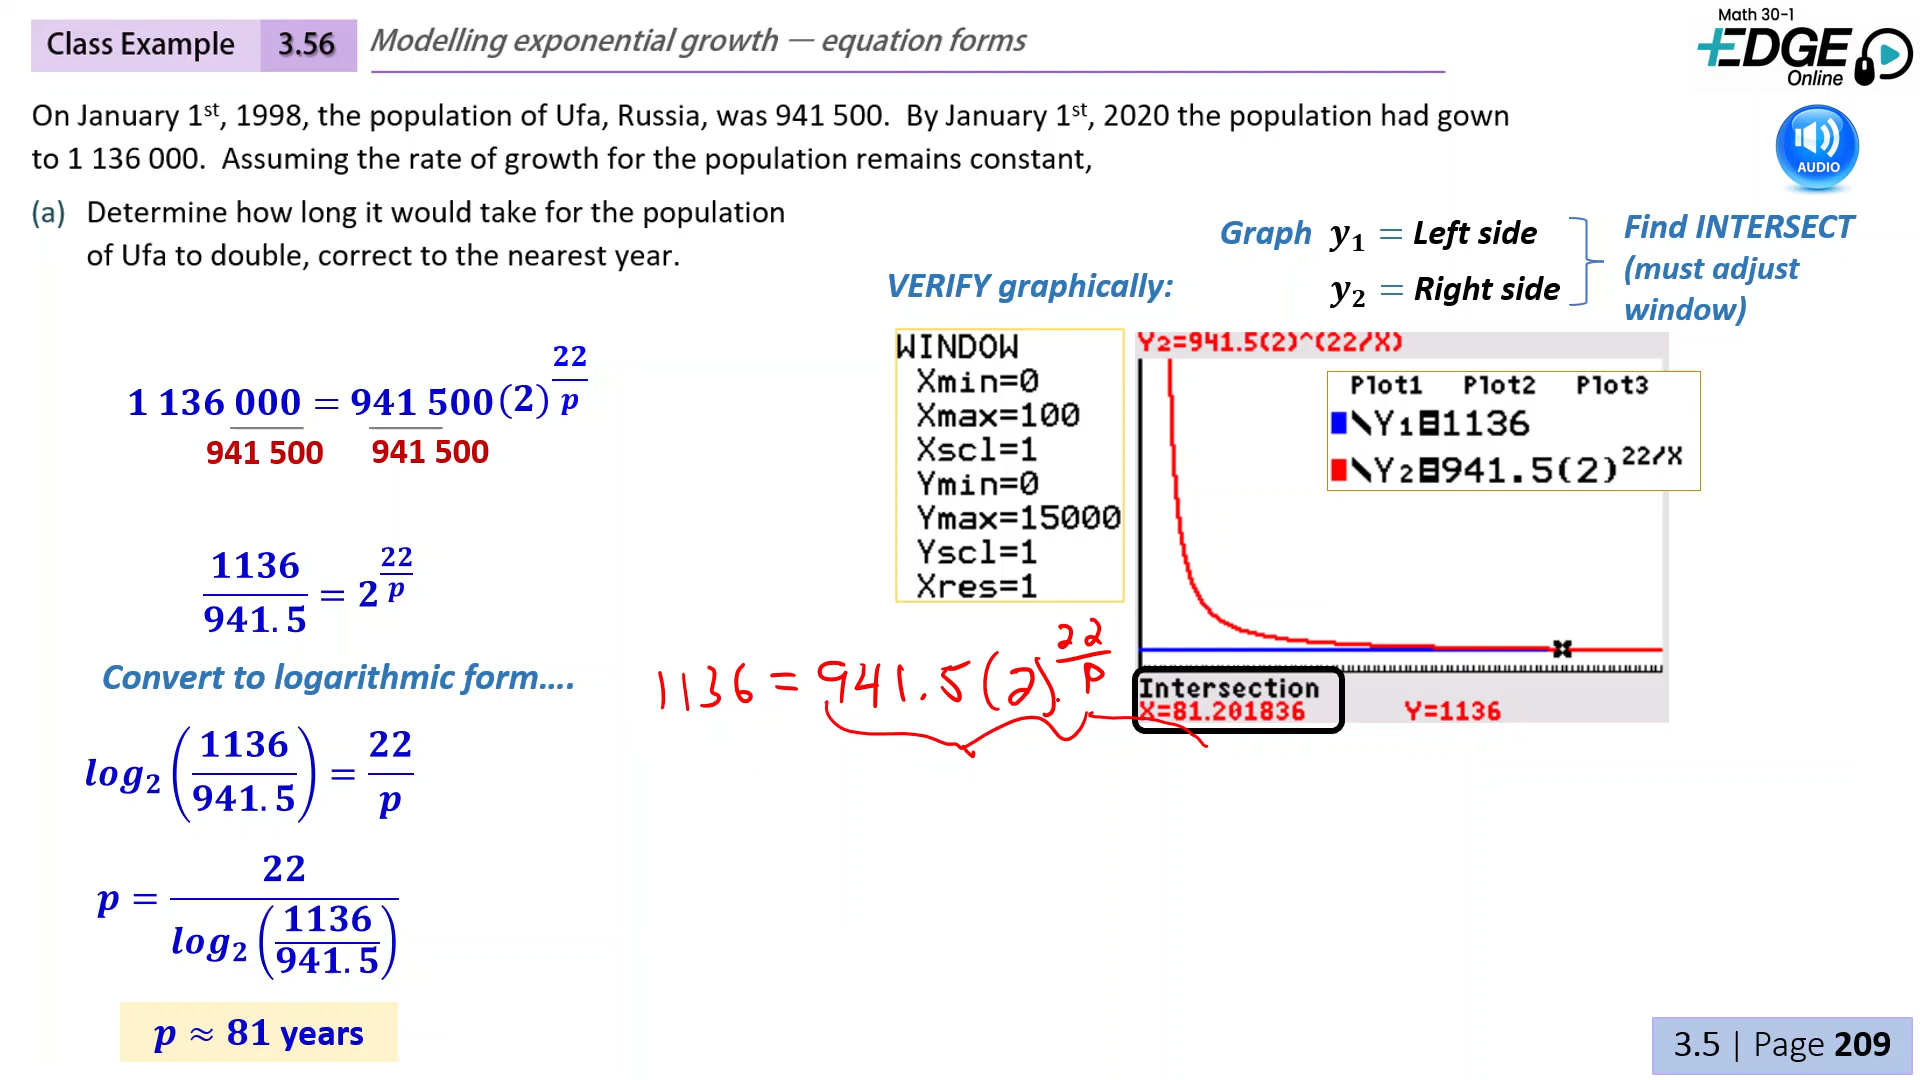 Class Example 3.56 Modelling exponential growth — equation forms
Math 30-1
EDGE
Online
On January 1st, 1998, the population of Ufa, Russia, was 941 500. By January 1st, 2020 the population had gown
to 1 136 000. Assuming the rate of growth for the population remains constant,
AUDIO
(a) Determine how long it would take for the population
of Ufa to double, correct to the nearest year.
Graph y₁ = Left side
y₂ = Right side
Find INTERSECT
(must adjust
window)
VERIFY graphically:
1 136 000 = 941 500 (2)^(22/p)
941 500 941 500
1136/941.5 = 2^(22/p)
Convert to logarithmic form....
log₂(1136/941.5) = 22/p
p = 22/log₂(1136/941.5)
p ≈ 81 years
WINDOW
Xmin=0
Xmax=100
Xscl=1
Ymin=0
Ymax=15000
Yscl=1
Xres=1
Y2=941.5(2)^(22/X)
Plot1 Plot2 Plot3
\Y1=1136
\Y2=941.5(2)^22/X
1136 = 941.5(2)^(22/p)
Intersection
X=81.201836 Y=1136
3.5 | Page 209